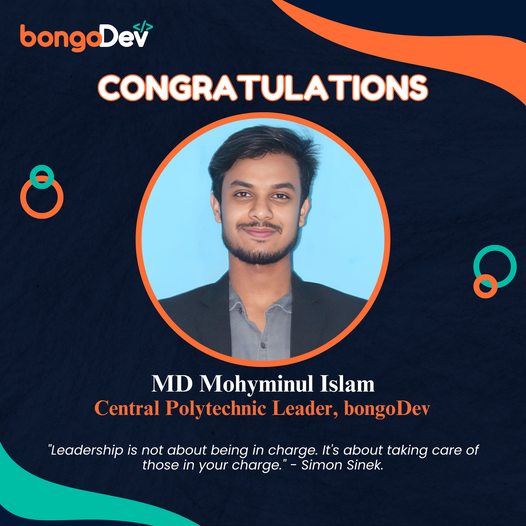 bongoDev </>
CONGRATULATIONS
MD Mohyminul Islam
Central Polytechnic Leader, bongoDev
"Leadership is not about being in charge. It's about taking care of
those in your charge." - Simon Sinek.